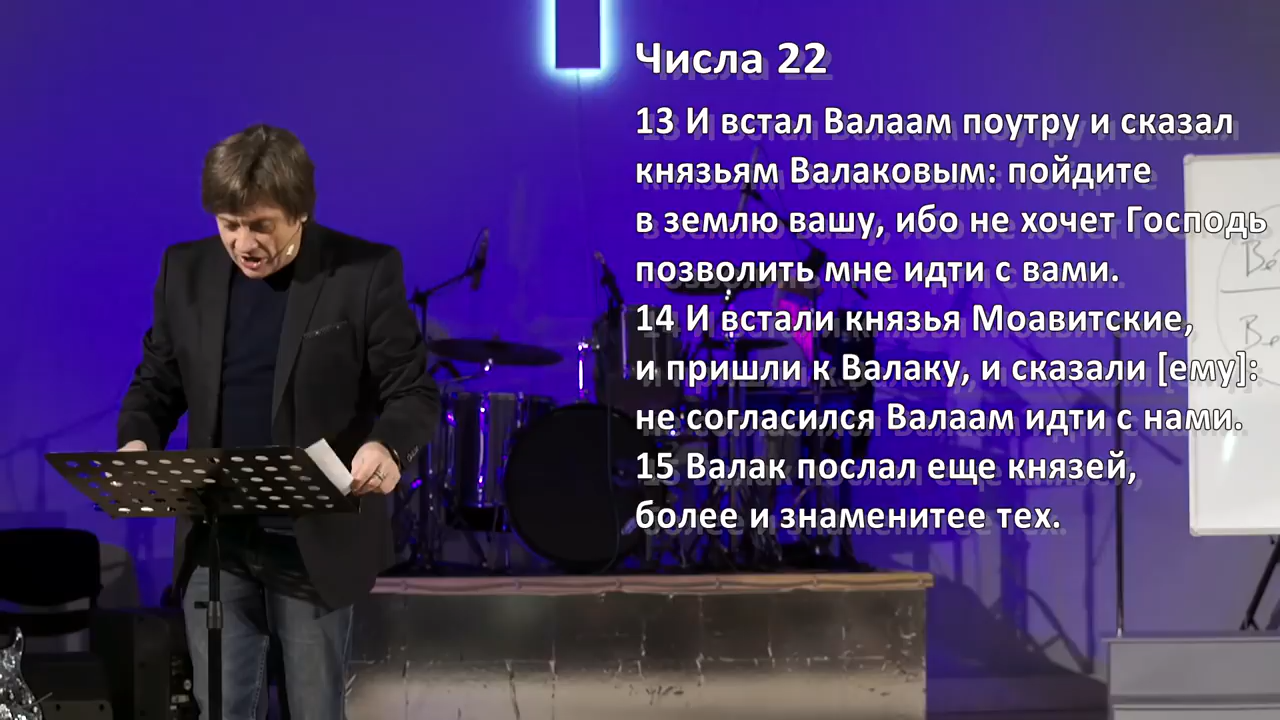 Числа 22
13 И встал Валаам поутру и сказал
князьям Валаковым: пойдите
в землю вашу, ибо не хочет Господь
позволить мне идти с вами.
14 И встали князья Моавитские,
и пришли к Валаку, и сказали [ему]:
не согласился Валаам идти с нами.
15 Валак послал еще князей,
более и знаменитее тех.